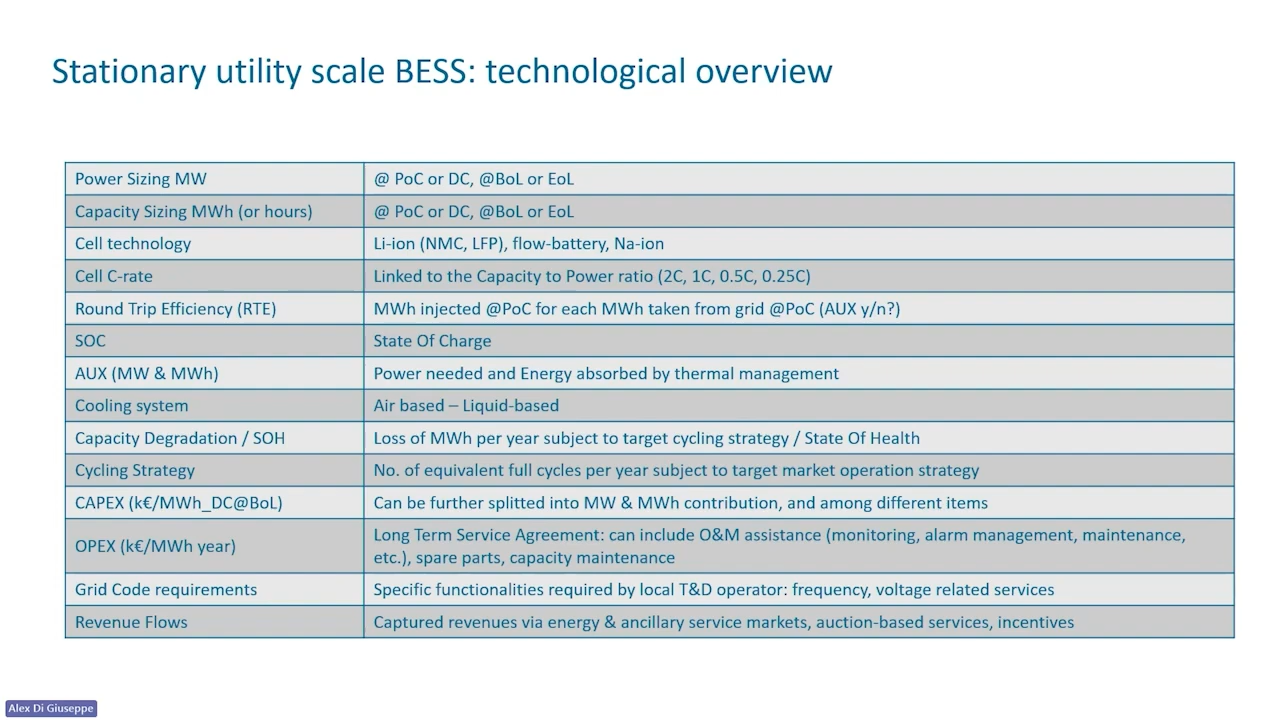 Stationary utility scale BESS: technological overview
Power Sizing MW
@ PoC or DC, @BoL or EoL
Capacity Sizing MWh (or hours)
@ PoC or DC, @BoL or EoL
Cell technology
Li-ion (NMC, LFP), flow-battery, Na-ion
Cell C-rate
Linked to the Capacity to Power ratio (2C, 1C, 0.5C, 0.25C)
Round Trip Efficiency (RTE)
MWh injected @PoC for each MWh taken from grid @PoC (AUX y/n?)
SOC
State Of Charge
AUX (MW & MWh)
Power needed and Energy absorbed by thermal management
Cooling system
Air based – Liquid-based
Capacity Degradation / SOH
Loss of MWh per year subject to target cycling strategy / State Of Health
Cycling Strategy
No. of equivalent full cycles per year subject to target market operation strategy
CAPEX (k€/MWh_DC@BoL)
Can be further splitted into MW & MWh contribution, and among different items
OPEX (k€/MWh year)
Long Term Service Agreement: can include O&M assistance (monitoring, alarm management, maintenance,
etc.), spare parts, capacity maintenance
Grid Code requirements
Specific functionalities required by local T&D operator: frequency, voltage related services
Revenue Flows
Captured revenues via energy & ancillary service markets, auction-based services, incentives
Alex Di Giuseppe